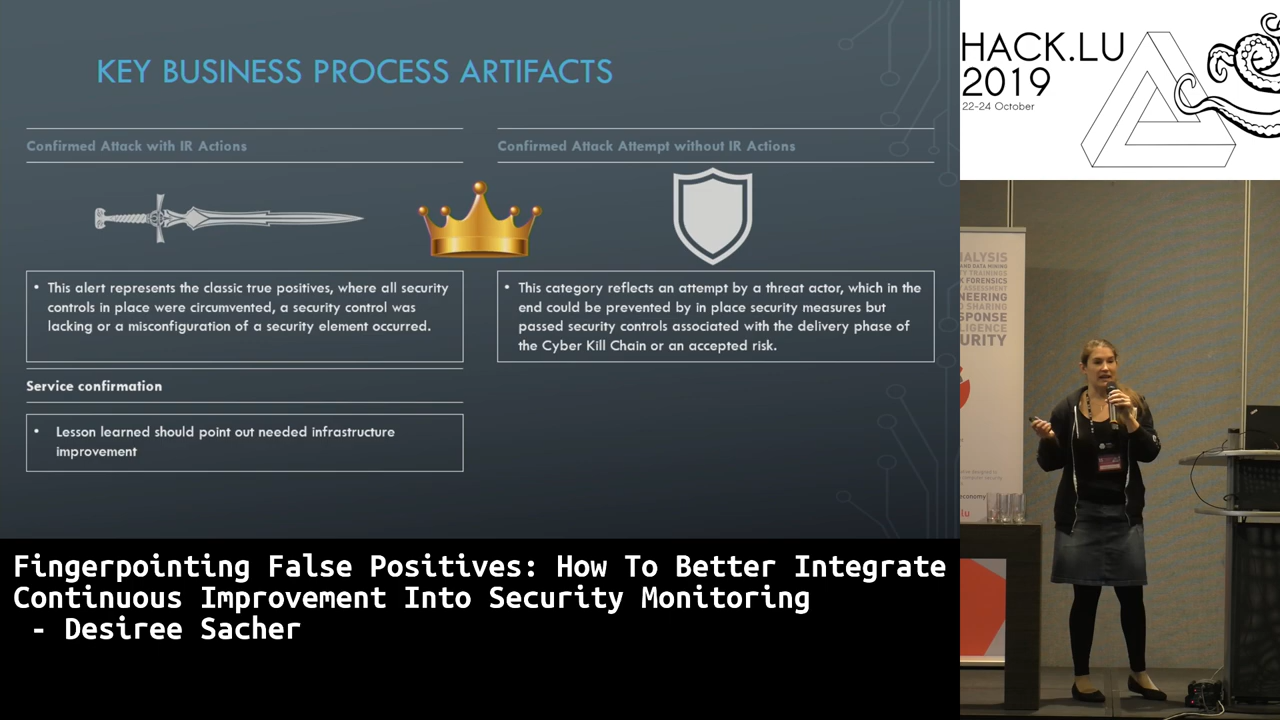 KEY BUSINESS PROCESS ARTIFACTS
Confirmed Attack with IR Actions
• This alert represents the classic true positives, where all security
controls in place were circumvented, a security control was
lacking or a misconfiguration of a security element occurred.
Service confirmation
• Lesson learned should point out needed infrastructure
improvement
Confirmed Attack Attempt without IR Actions
• This category reflects an attempt by a threat actor, which in the
end could be prevented by in place security measures but
passed security controls associated with the delivery phase of
the Cyber Kill Chain or an accepted risk.
HACK.LU
2019
22-24 October
Fingerpointing False Positives: How To Better Integrate
Continuous Improvement Into Security Monitoring
- Desiree Sacher